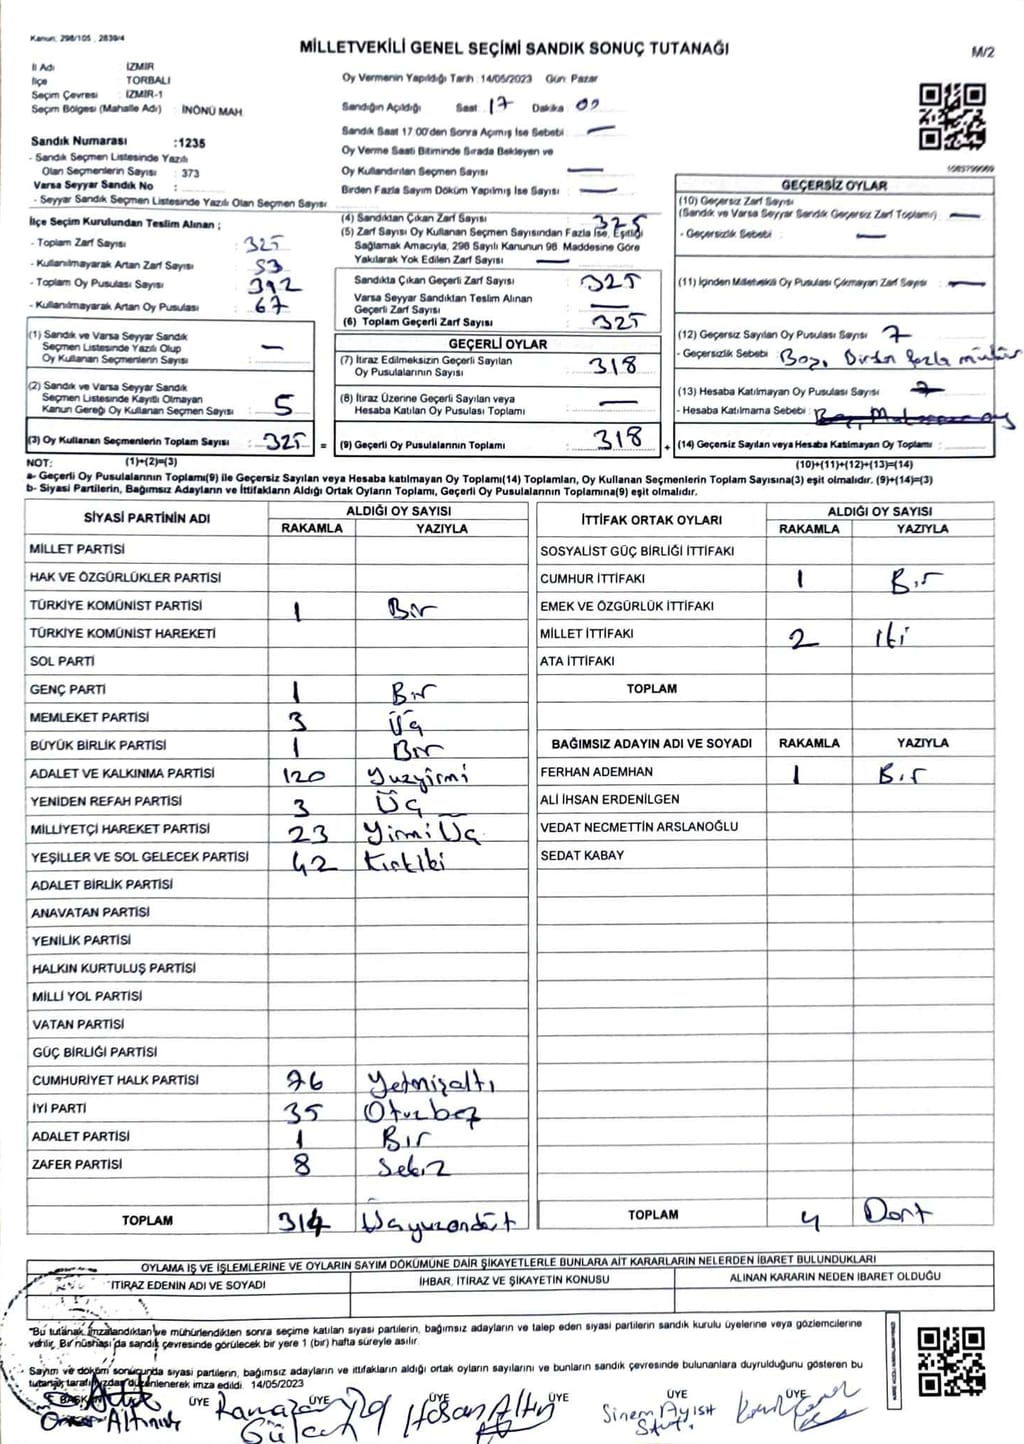 Kanun: 298/105 , 2839/4
MİLLETVEKİLİ GENEL SEÇİMİ SANDIK SONUÇ TUTANAĞI
M/2
İl Adı : İZMİR
İlçe : TORBALI
Seçim Çevresi : İZMİR-1
Seçim Bölgesi (Mahalle Adı) : İNÖNÜ MAH.
Sandık Numarası :1235
- Sandık Seçmen Listesinde Yazılı
Olan Seçmenlerin Sayısı : 373
Varsa Seyyar Sandık No :
- Seyyar Sandık Seçmen Listesinde Yazılı Olan Seçmen Sayısı
Oy Vermenin Yapıldığı Tarih : 14/05/2023 Gün: Pazar
Sandığın Açıldığı Saat 17 Dakika : 00
Sandık Saat 17:00'den Sonra Açılmış İse Sebebi : —
Oy Verme Saati Bitiminde Sırada Bekleyen ve
Oy Kullandırılan Seçmen Sayısı : —
Birden Fazla Sayım Döküm Yapılmış İse Sayısı : —
İlçe Seçim Kurulundan Teslim Alınan ;
- Toplam Zarf Sayısı : 325
- Kullanılmayarak Artan Zarf Sayısı : 53
- Toplam Oy Pusulası Sayısı : 392
- Kullanılmayarak Artan Oy Pusulası : 67
(1) Sandık ve Varsa Seyyar Sandık
Seçmen Listesinde Yazılı Olup
Oy Kullanan Seçmenlerin Sayısı : —
(2) Sandık ve Varsa Seyyar Sandık
Seçmen Listesinde Kayıtlı Olmayan
Kanun Gereği Oy Kullanan Seçmen Sayısı : 5
(3) Oy Kullanan Seçmenlerin Toplam Sayısı : 325 =
(4) Sandıktan Çıkan Zarf Sayısı : 325
(5) Zarf Sayısı Oy Kullanan Seçmen Sayısından Fazla İse, Eşitliği
Sağlamak Amacıyla, 298 Sayılı Kanunun 98. Maddesine Göre
Yakılarak Yok Edilen Zarf Sayısı : —
Sandıkta Çıkan Geçerli Zarf Sayısı : 325
Varsa Seyyar Sandıktan Teslim Alınan
Geçerli Zarf Sayısı : —
(6) Toplam Geçerli Zarf Sayısı : 325
GEÇERLİ OYLAR
(7) İtiraz Edilmeksizin Geçerli Sayılan
Oy Pusulalarının Sayısı : 318
(8) İtiraz Üzerine Geçerli Sayılan veya
Hesaba Katılan Oy Pusulası Toplamı : —
(9) Geçerli Oy Pusulalarının Toplamı : 318 +
1085799999
GEÇERSİZ OYLAR
(10) Geçersiz Zarf Sayısı
(Sandık ve Varsa Seyyar Sandık Geçersiz Zarf Toplamı) : —
- Geçersizlik Sebebi : —
(11) İçinden Milletvekili Oy Pusulası Çıkmayan Zarf Sayısı : —
(12) Geçersiz Sayılan Oy Pusulası Sayısı : 7
- Geçersizlik Sebebi : Boş, Birden fazla mühür
(13) Hesaba Katılmayan Oy Pusulası Sayısı :
- Hesaba Katılmama Sebebi :
(14) Geçersiz Sayılan veya Hesaba Katılmayan Oy Toplamı :
NOT: (1)+(2)=(3) (10)+(11)+(12)+(13)=(14)
a- Geçerli Oy Pusulalarının Toplamı(9) ile Geçersiz Sayılan veya Hesaba katılmayan Oy Toplamı(14) Toplamları, Oy Kullanan Seçmenlerin Toplam Sayısına(3) eşit olmalıdır. (9)+(14)=(3)
b- Siyasi Partilerin, Bağımsız Adayların ve İttifakların Aldığı Ortak Oyların Toplamı, Geçerli Oy Pusulalarının Toplamına(9) eşit olmalıdır.
SİYASİ PARTİNİN ADI ALDIĞI OY SAYISI
RAKAMLA YAZIYLA
MİLLET PARTİSİ
HAK VE ÖZGÜRLÜKLER PARTİSİ
TÜRKİYE KOMÜNİST PARTİSİ 1 Bir
TÜRKİYE KOMÜNİST HAREKETİ
SOL PARTİ
GENÇ PARTİ 1 Bir
MEMLEKET PARTİSİ 3 Üç
BÜYÜK BİRLİK PARTİSİ 1 Bir
ADALET VE KALKINMA PARTİSİ 120 Yuzyirmi
YENİDEN REFAH PARTİSİ 3 Üç
MİLLİYETÇİ HAREKET PARTİSİ 23 Yirmi Üç
YEŞİLLER VE SOL GELECEK PARTİSİ 42 Kırkiki
ADALET BİRLİK PARTİSİ
ANAVATAN PARTİSİ
YENİLİK PARTİSİ
HALKIN KURTULUŞ PARTİSİ
MİLLİ YOL PARTİSİ
VATAN PARTİSİ
GÜÇ BİRLİĞİ PARTİSİ
CUMHURİYET HALK PARTİSİ 76 Yetmişaltı
İYİ PARTİ 35 Otuzbeş
ADALET PARTİSİ 1 Bir
ZAFER PARTİSİ 8 Sekiz
TOPLAM 314 Üçyuzondört
İTTİFAK ORTAK OYLARI ALDIĞI OY SAYISI
RAKAMLA YAZIYLA
SOSYALİST GÜÇ BİRLİĞİ İTTİFAKI
CUMHUR İTTİFAKI 1 Bir
EMEK VE ÖZGÜRLÜK İTTİFAKI
MİLLET İTTİFAKI 2 iki
ATA İTTİFAKI
TOPLAM
BAĞIMSIZ ADAYIN ADI VE SOYADI RAKAMLA YAZIYLA
FERHAN ADEMHAN 1 Bir
ALİ İHSAN ERDENİLGEN
VEDAT NECMETTİN ARSLANOĞLU
SEDAT KABAY
TOPLAM 4 Dört
OYLAMA İŞ VE İŞLEMLERİNE VE OYLARIN SAYIM DÖKÜMÜNE DAİR ŞİKAYETLERLE BUNLARA AİT KARARLARIN NELERDEN İBARET BULUNDUKLARI
İTİRAZ EDENİN ADI VE SOYADI İHBAR, İTİRAZ VE ŞİKAYETİN KONUSU ALINAN KARARIN NEDEN İBARET OLDUĞU
"Bu tutanak imzalandıktan ve mühürlendikten sonra seçime katılan siyasi partilerin, bağımsız adayların ve talep eden siyasi partilerin sandık kurulu üyelerine veya gözlemcilerine
verilir. Bir nüshası da sandık çevresinde görülecek bir yere 1 (bir) hafta süreyle asılır.
Sayım ve döküm sonucunda siyasi partilerin, bağımsız adayların ve ittifakların aldığı ortak oyların sayılarını ve bunların sandık çevresinde bulunanlara duyrulduğunu gösteren bu
tutanak tarafımızdan düzenlenerek imza edildi. 14/05/2023
BAŞKAN ÜYE ÜYE ÜYE ÜYE ÜYE
Altınış Ramazan Hasan Altın Sinem Ayışık